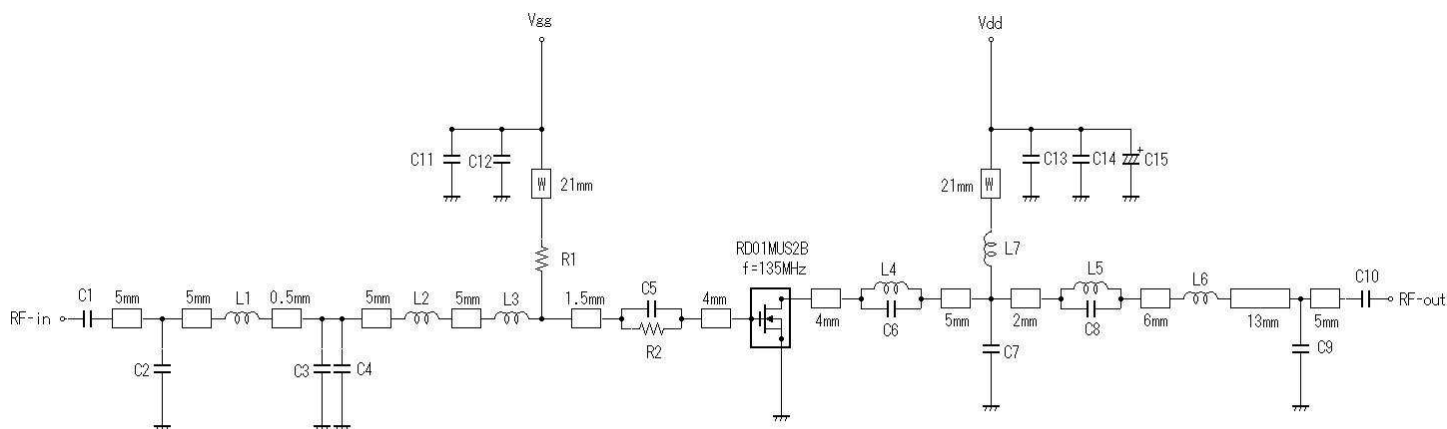 Vgg
Vdd
C11
C12
W
21mm
C13
C14
+
C15
W
21mm
R1
L7
RD01MUS2B
f=135MHz
RF-in
C1
5mm
5mm
L1
0.5mm
5mm
L2
5mm
L3
1.5mm
C5
R2
4mm
4mm
L4
C6
5mm
2mm
L5
C8
6mm
L6
13mm
5mm
C10
RF-out
C2
C3
C4
C7
C9